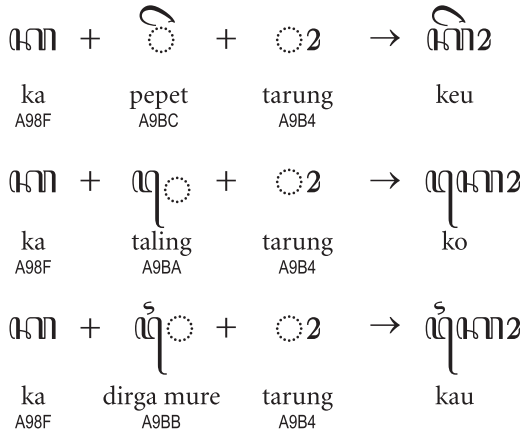 ꦏ + ◌ꦼ + ◌ꦴ → ꦏꦼꦴ
ka pepet tarung keu
A98F A9BC A9B4
ꦏ + ꦺ◌ + ◌ꦴ → ꦏꦺꦴ
ka taling tarung ko
A98F A9BA A9B4
ꦏ + ꦻ◌ + ◌ꦴ → ꦏꦻꦴ
ka dirga mure tarung kau
A98F A9BB A9B4